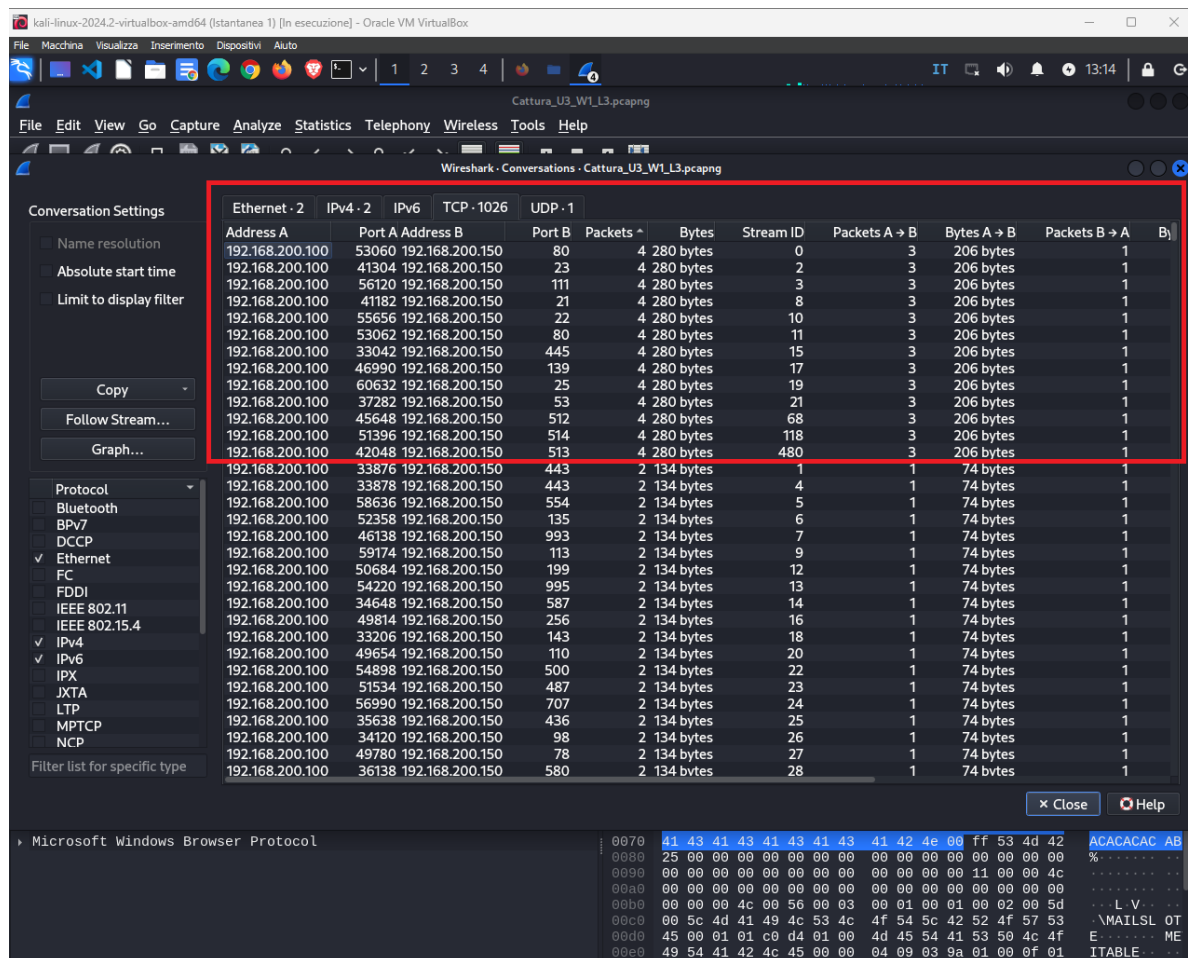 kali-linux-2024.2-virtualbox-amd64 (Istantanea 1) [In esecuzione] - Oracle VM VirtualBox
File Macchina Visualizza Inserimento Dispositivi Aiuto
1 2 3 4 4 IT 13:14
Cattura_U3_W1_L3.pcapng
File Edit View Go Capture Analyze Statistics Telephony Wireless Tools Help
Wireshark · Conversations · Cattura_U3_W1_L3.pcapng
Conversation Settings
Name resolution
Absolute start time
Limit to display filter
Copy
Follow Stream...
Graph...
Protocol
Bluetooth
BPv7
DCCP
Ethernet
FC
FDDI
IEEE 802.11
IEEE 802.15.4
IPv4
IPv6
IPX
JXTA
LTP
MPTCP
NCP
Filter list for specific type
Ethernet · 2 IPv4 · 2 IPv6 TCP · 1026 UDP · 1
Address A Port A Address B Port B Packets Bytes Stream ID Packets A → B Bytes A → B Packets B → A By
192.168.200.100 53060 192.168.200.150 80 4 280 bytes 0 3 206 bytes 1
192.168.200.100 41304 192.168.200.150 23 4 280 bytes 2 3 206 bytes 1
192.168.200.100 56120 192.168.200.150 111 4 280 bytes 3 3 206 bytes 1
192.168.200.100 41182 192.168.200.150 21 4 280 bytes 8 3 206 bytes 1
192.168.200.100 55656 192.168.200.150 22 4 280 bytes 10 3 206 bytes 1
192.168.200.100 53062 192.168.200.150 80 4 280 bytes 11 3 206 bytes 1
192.168.200.100 33042 192.168.200.150 445 4 280 bytes 15 3 206 bytes 1
192.168.200.100 46990 192.168.200.150 139 4 280 bytes 17 3 206 bytes 1
192.168.200.100 60632 192.168.200.150 25 4 280 bytes 19 3 206 bytes 1
192.168.200.100 37282 192.168.200.150 53 4 280 bytes 21 3 206 bytes 1
192.168.200.100 45648 192.168.200.150 512 4 280 bytes 68 3 206 bytes 1
192.168.200.100 51396 192.168.200.150 514 4 280 bytes 118 3 206 bytes 1
192.168.200.100 42048 192.168.200.150 513 4 280 bytes 480 3 206 bytes 1
192.168.200.100 33876 192.168.200.150 443 2 134 bytes 1 1 74 bytes 1
192.168.200.100 33878 192.168.200.150 443 2 134 bytes 4 1 74 bytes 1
192.168.200.100 58636 192.168.200.150 554 2 134 bytes 5 1 74 bytes 1
192.168.200.100 52358 192.168.200.150 135 2 134 bytes 6 1 74 bytes 1
192.168.200.100 46138 192.168.200.150 993 2 134 bytes 7 1 74 bytes 1
192.168.200.100 59174 192.168.200.150 113 2 134 bytes 9 1 74 bytes 1
192.168.200.100 50684 192.168.200.150 199 2 134 bytes 12 1 74 bytes 1
192.168.200.100 54220 192.168.200.150 995 2 134 bytes 13 1 74 bytes 1
192.168.200.100 34648 192.168.200.150 587 2 134 bytes 14 1 74 bytes 1
192.168.200.100 49814 192.168.200.150 256 2 134 bytes 16 1 74 bytes 1
192.168.200.100 33206 192.168.200.150 143 2 134 bytes 18 1 74 bytes 1
192.168.200.100 49654 192.168.200.150 110 2 134 bytes 20 1 74 bytes 1
192.168.200.100 54898 192.168.200.150 500 2 134 bytes 22 1 74 bytes 1
192.168.200.100 51534 192.168.200.150 487 2 134 bytes 23 1 74 bytes 1
192.168.200.100 56990 192.168.200.150 707 2 134 bytes 24 1 74 bytes 1
192.168.200.100 35638 192.168.200.150 436 2 134 bytes 25 1 74 bytes 1
192.168.200.100 34120 192.168.200.150 98 2 134 bytes 26 1 74 bytes 1
192.168.200.100 49780 192.168.200.150 78 2 134 bytes 27 1 74 bytes 1
192.168.200.100 36138 192.168.200.150 580 2 134 bytes 28 1 74 bytes 1
Close Help
Microsoft Windows Browser Protocol
0070 41 43 41 43 41 43 41 43 41 42 4e 00 ff 53 4d 42 ACACACAC AB
0080 25 00 00 00 00 00 00 00 00 00 00 00 00 00 00 00 %······· ··
0090 00 00 00 00 00 00 00 00 00 00 00 00 11 00 00 4c ········ ··
00a0 00 00 00 00 00 00 00 00 00 00 00 00 00 00 00 00 ········ ··
00b0 00 00 00 4c 00 56 00 03 00 01 00 01 00 02 00 5d ···L·V·· ··
00c0 00 5c 4d 41 49 4c 53 4c 4f 54 5c 42 52 4f 57 53 ·\MAILSL OT
00d0 45 00 01 01 c0 d4 01 00 4d 45 54 41 53 50 4c 4f E······· ME
00e0 49 54 41 42 4c 45 00 00 04 09 03 9a 01 00 0f 01 ITABLE·· ··